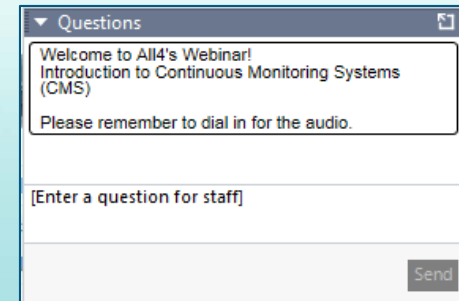 Questions
Welcome to All4's Webinar!
Introduction to Continuous Monitoring Systems
(CMS)
Please remember to dial in for the audio.
[Enter a question for staff]
Send